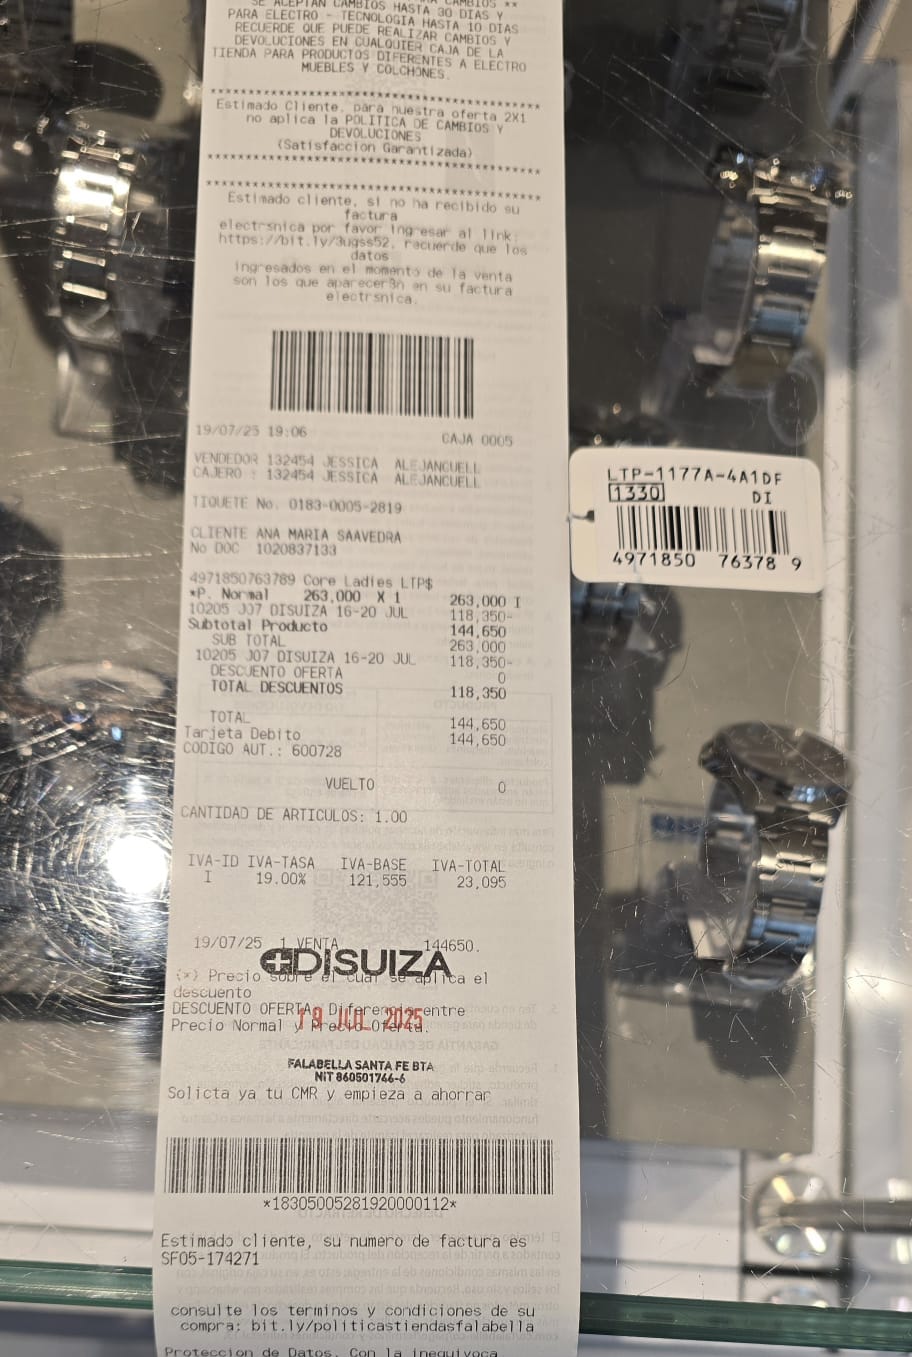 SE ACEPTAN CAMBIOS HASTA 30 DIAS Y
PARA ELECTRO - TECNOLOGIA HASTA 10 DIAS
RECUERDE QUE PUEDE REALIZAR CAMBIOS Y
DEVOLUCIONES EN CUALQUIER CAJA DE LA
TIENDA PARA PRODUCTOS DIFERENTES A ELECTRO
MUEBLES Y COLCHONES.
Estimado Cliente, para nuestra oferta 2X1
no aplica la POLITICA DE CAMBIOS Y
DEVOLUCIONES
(Satisfaccion Garantizada)
Estimado cliente, si no ha recibido su
factura
electrsnica por favor ingresar al link:
https://bit.ly/3ugss52, recuerde que los
datos
ingresados en el momento de la venta
son los que aparecer8n en su factura
electrsnica.
19/07/25 19:06 CAJA 0005
VENDEDOR 132454 JESSICA ALEJANCUELL
CAJERO : 132454 JESSICA ALEJANCUELL
TIQUETE No. 0183-0005-2819
CLIENTE ANA MARIA SAAVEDRA
No DOC 1020837133
4971850763789 Core Ladies LTP$
*P. Normal 263,000 X 1 263,000 I
10205 J07 DISUIZA 16-20 JUL 118,350-
Subtotal Producto 144,650
SUB TOTAL 263,000
10205 J07 DISUIZA 16-20 JUL 118,350-
DESCUENTO OFERTA 0
TOTAL DESCUENTOS 118,350
TOTAL 144,650
Tarjeta Debito 144,650
CODIGO AUT.: 600728
VUELTO 0
CANTIDAD DE ARTICULOS: 1.00
IVA-ID IVA-TASA IVA-BASE IVA-TOTAL
I 19.00% 121,555 23,095
19/07/25 1 VENTA 144650.
DISUIZA
(*) Precio sobre el cual se aplica el
descuento
DESCUENTO OFERTA: Diferencia entre
Precio Normal y Precio Oferta.
19 JUL 2025
FALABELLA SANTA FE BTA
NIT 860501766-6
Solicta ya tu CMR y empieza a ahorrar
*18305005281920000112*
Estimado cliente, su numero de factura es
SF05-174271
consulte los terminos y condiciones de su
compra: bit.ly/politicastiendasfalabella
Proteccion de Datos. Con la inequivoca
LTP-1177A-4A1DF
1330 DI
4971850 76378 9